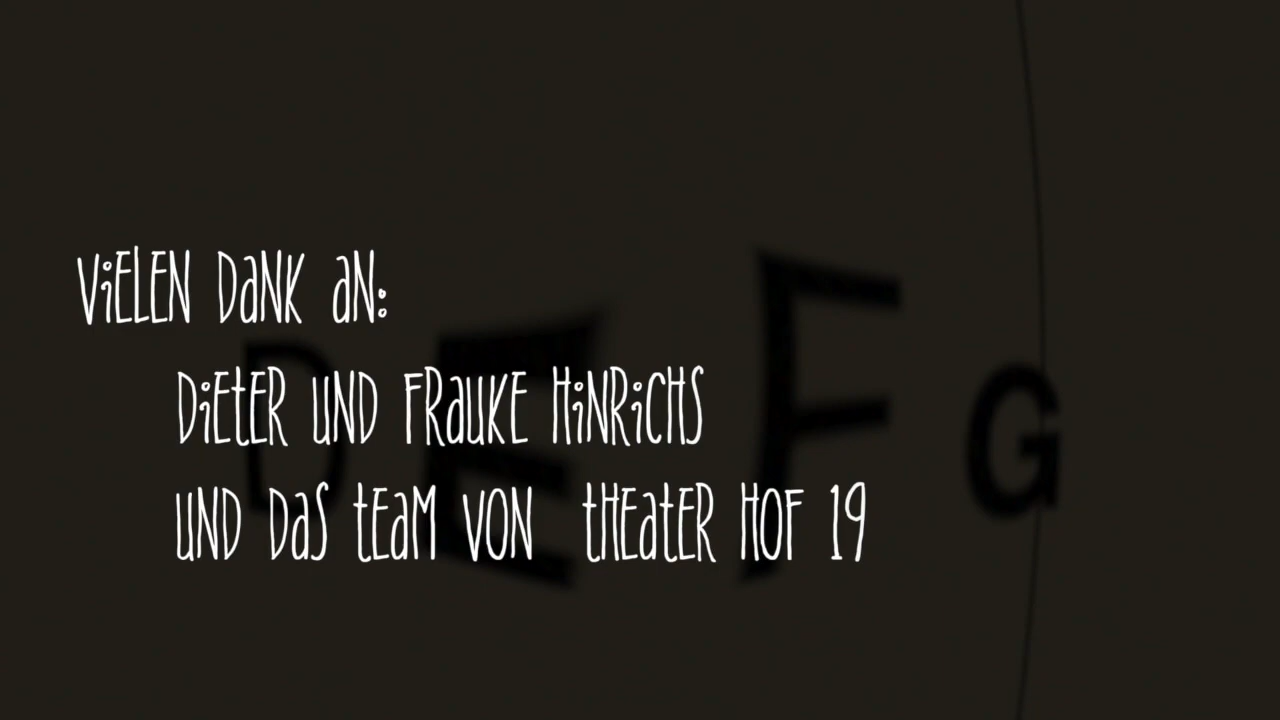 Vielen Dank an:
Dieter und Frauke Hinrichs
und das Team von Theater Hof 19
D E F G